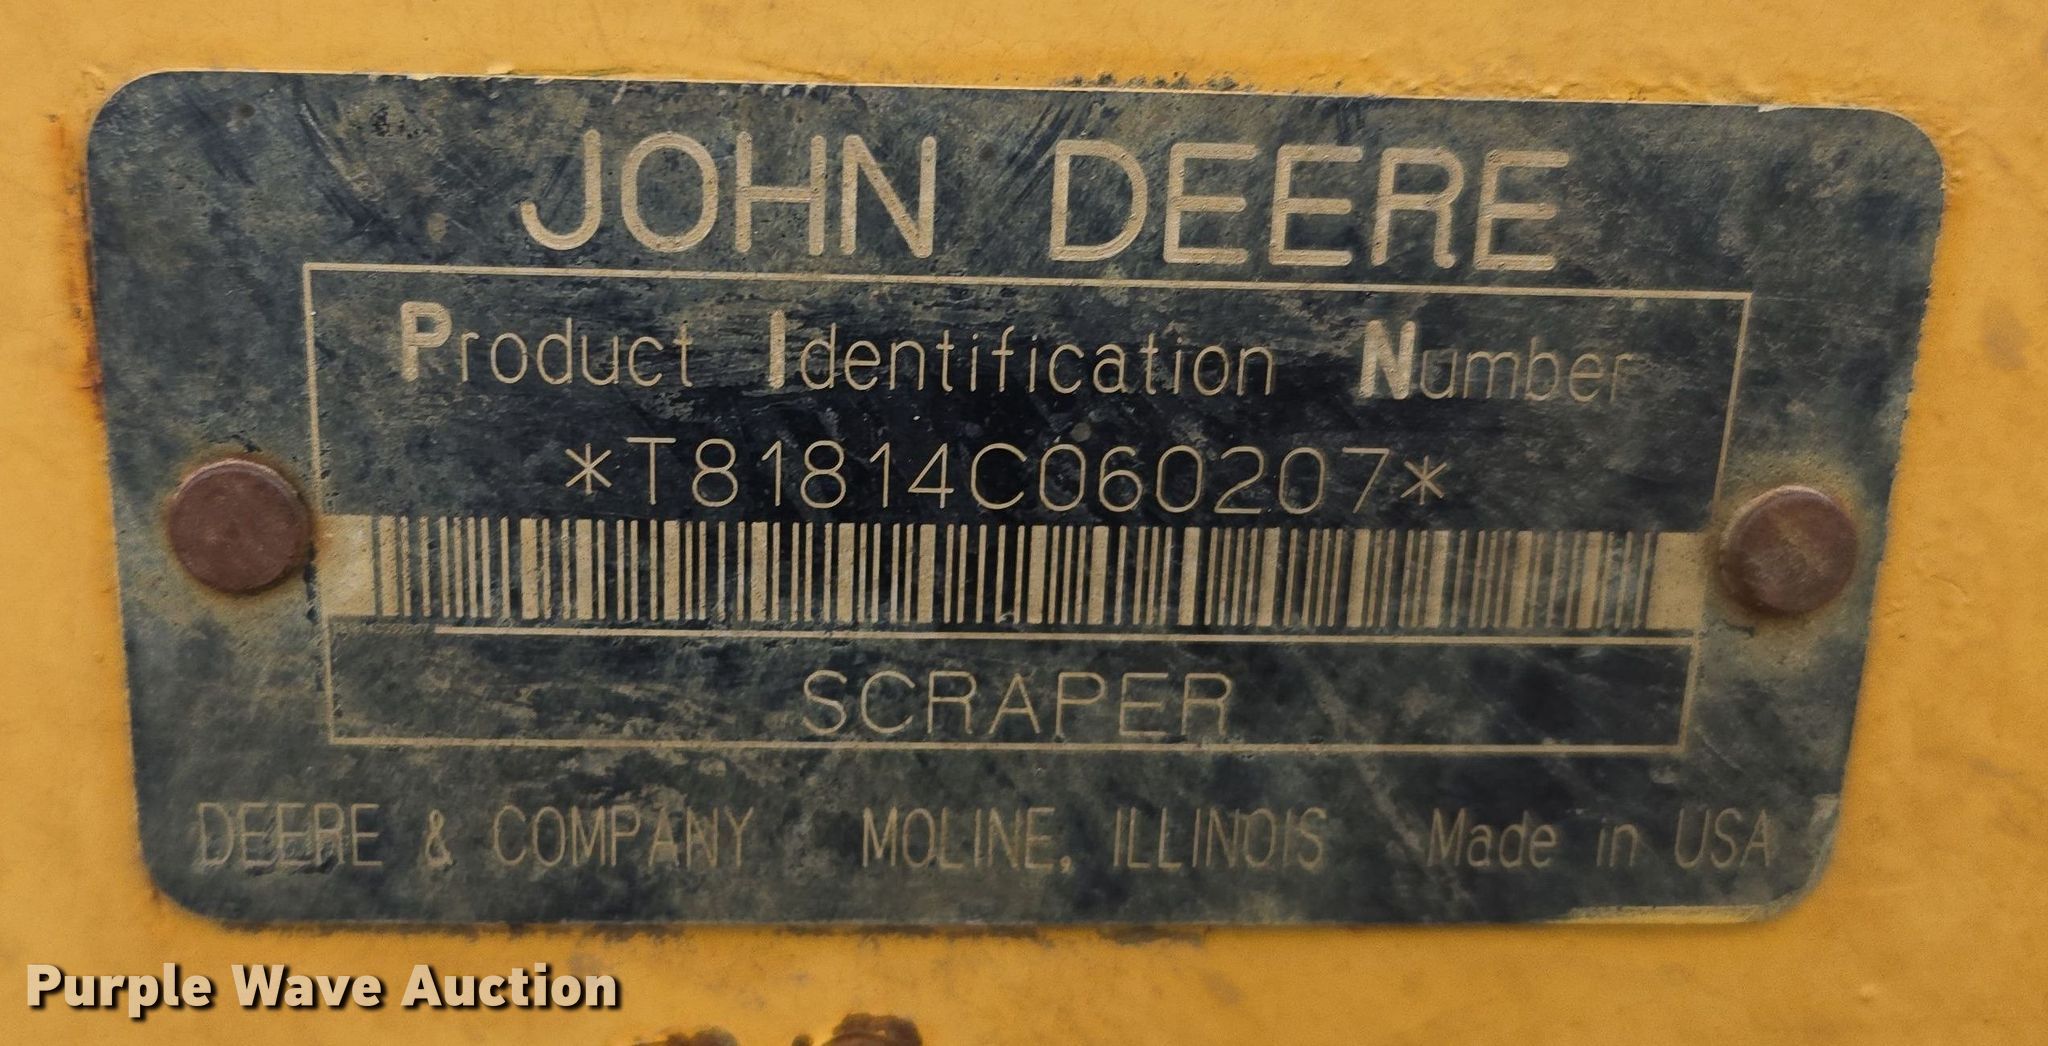 JOHN DEERE
Product Identification Number
*T81814C060207*
SCRAPER
DEERE & COMPANY MOLINE, ILLINOIS Made in USA
Purple Wave Auction